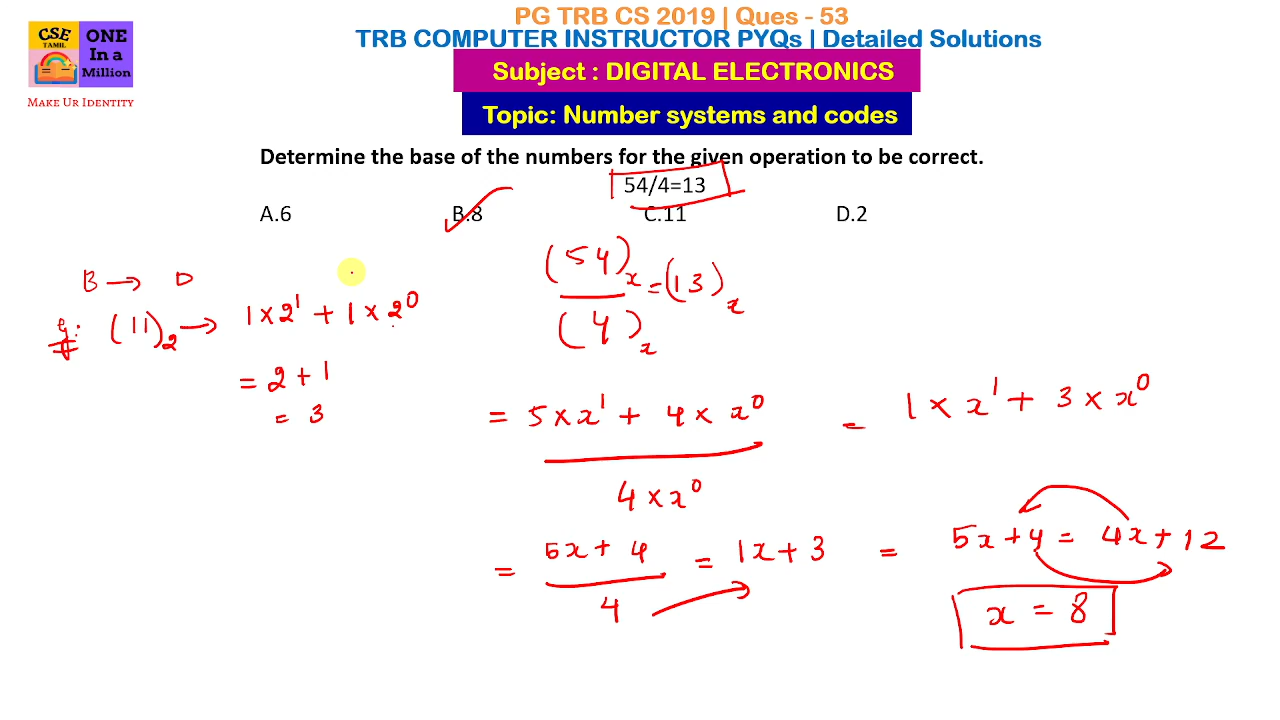 PG TRB CS 2019 | Ques - 53
TRB COMPUTER INSTRUCTOR PYQs | Detailed Solutions
CSE
TAMIL
ONE
In a
Million
MAKE UR IDENTITY
Subject : DIGITAL ELECTRONICS
Topic: Number systems and codes
Determine the base of the numbers for the given operation to be correct.
54/4=13
A.6 B.8 C.11 D.2
B → D
(11)₂ → 1 × 2¹ + 1 × 2⁰
= 2 + 1
= 3
(54)ₓ = (13)ₓ
(4)ₓ
= 5 × x¹ + 4 × x⁰ = 1 × x¹ + 3 × x⁰
4 × x⁰
= 5x + 4 = 1x + 3 = 5x + 4 = 4x + 12
4
x = 8